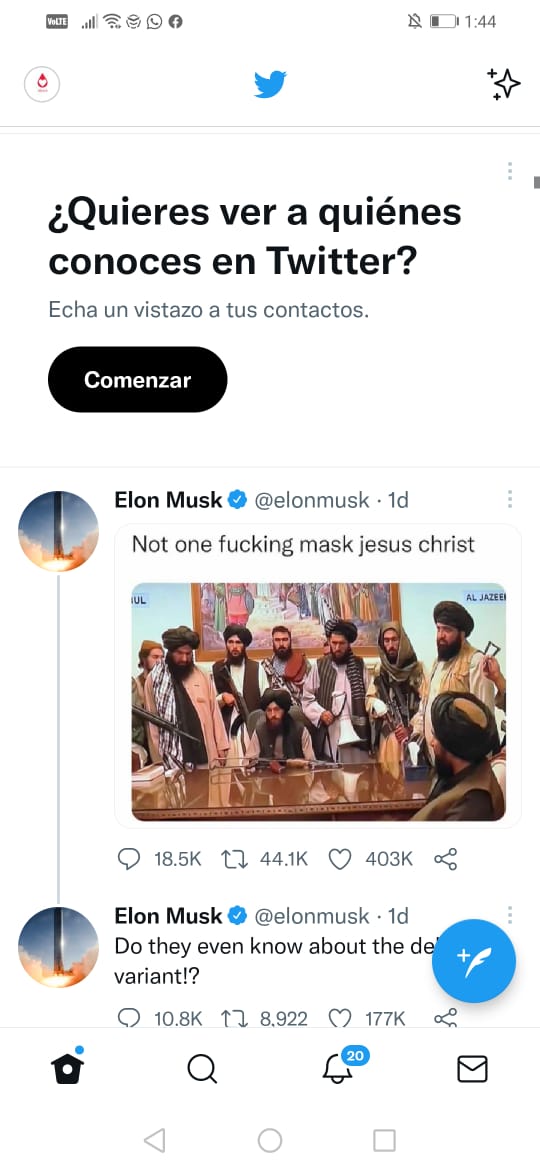 VoLTE
1:44
¿Quieres ver a quiénes
conoces en Twitter?
Echa un vistazo a tus contactos.
Comenzar
Elon Musk @elonmusk · 1d
Not one fucking mask jesus christ
UL
AL JAZEE
18.5K 44.1K 403K
Elon Musk @elonmusk · 1d
Do they even know about the de
variant!?
10.8K 8,922 177K
20